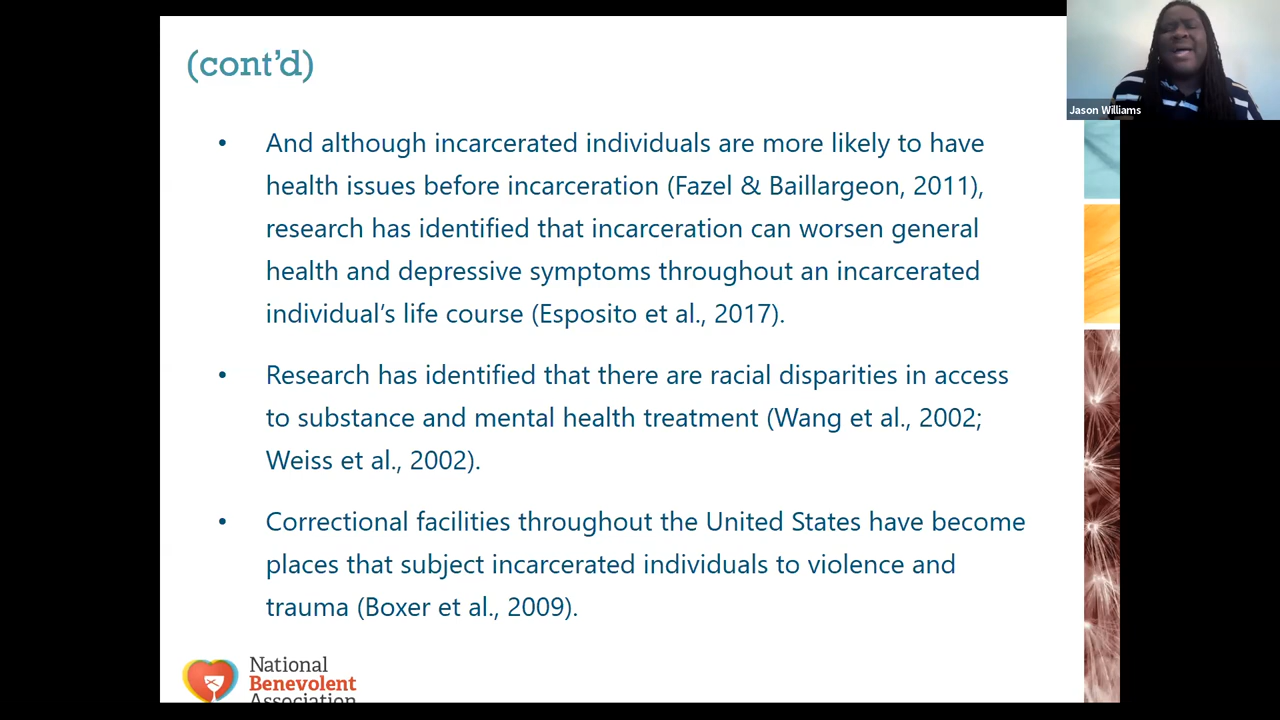 (cont’d)
• And although incarcerated individuals are more likely to have
health issues before incarceration (Fazel & Baillargeon, 2011),
research has identified that incarceration can worsen general
health and depressive symptoms throughout an incarcerated
individual’s life course (Esposito et al., 2017).
• Research has identified that there are racial disparities in access
to substance and mental health treatment (Wang et al., 2002;
Weiss et al., 2002).
• Correctional facilities throughout the United States have become
places that subject incarcerated individuals to violence and
trauma (Boxer et al., 2009).
National
Benevolent
Association
Jason Williams